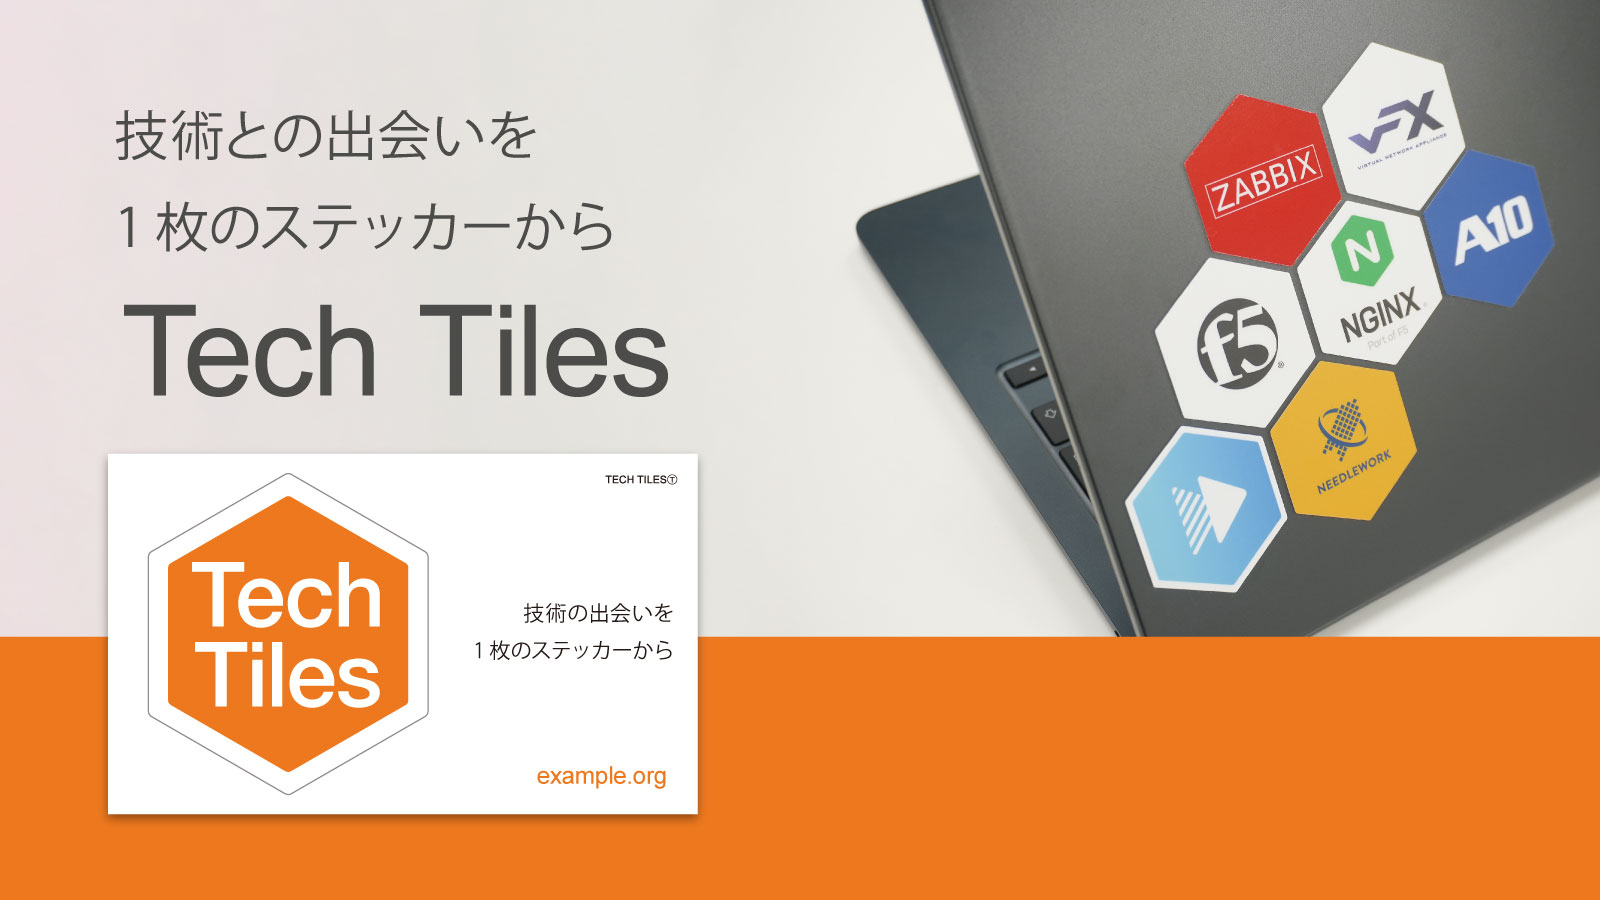 技術との出会いを
1枚のステッカーから
Tech Tiles
TECH TILESⓉ
Tech
Tiles
技術の出会いを
1枚のステッカーから
example.org
VFX
VIRTUAL NETWORK APPLIANCE
ZABBIX
A10
N
NGINX
Part of F5
f5®
NEEDLEWORK